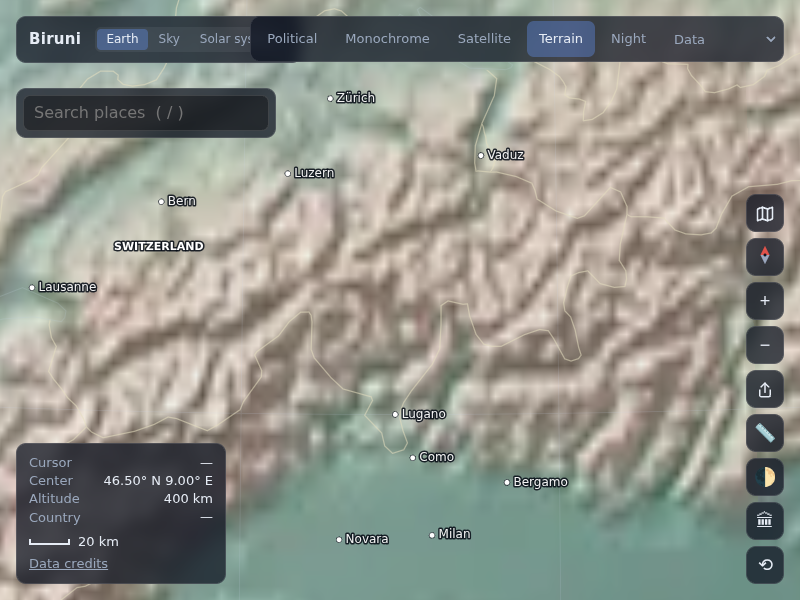 Biruni
Earth
Sky
Solar sys
Political
Monochrome
Satellite
Terrain
Night
Data
Search places ( / )
Zürich
Vaduz
Luzern
Bern
SWITZERLAND
Lausanne
Lugano
Como
Bergamo
Novara
Milan
+
−
Cursor —
Center 46.50° N 9.00° E
Altitude 400 km
Country —
20 km
Data credits